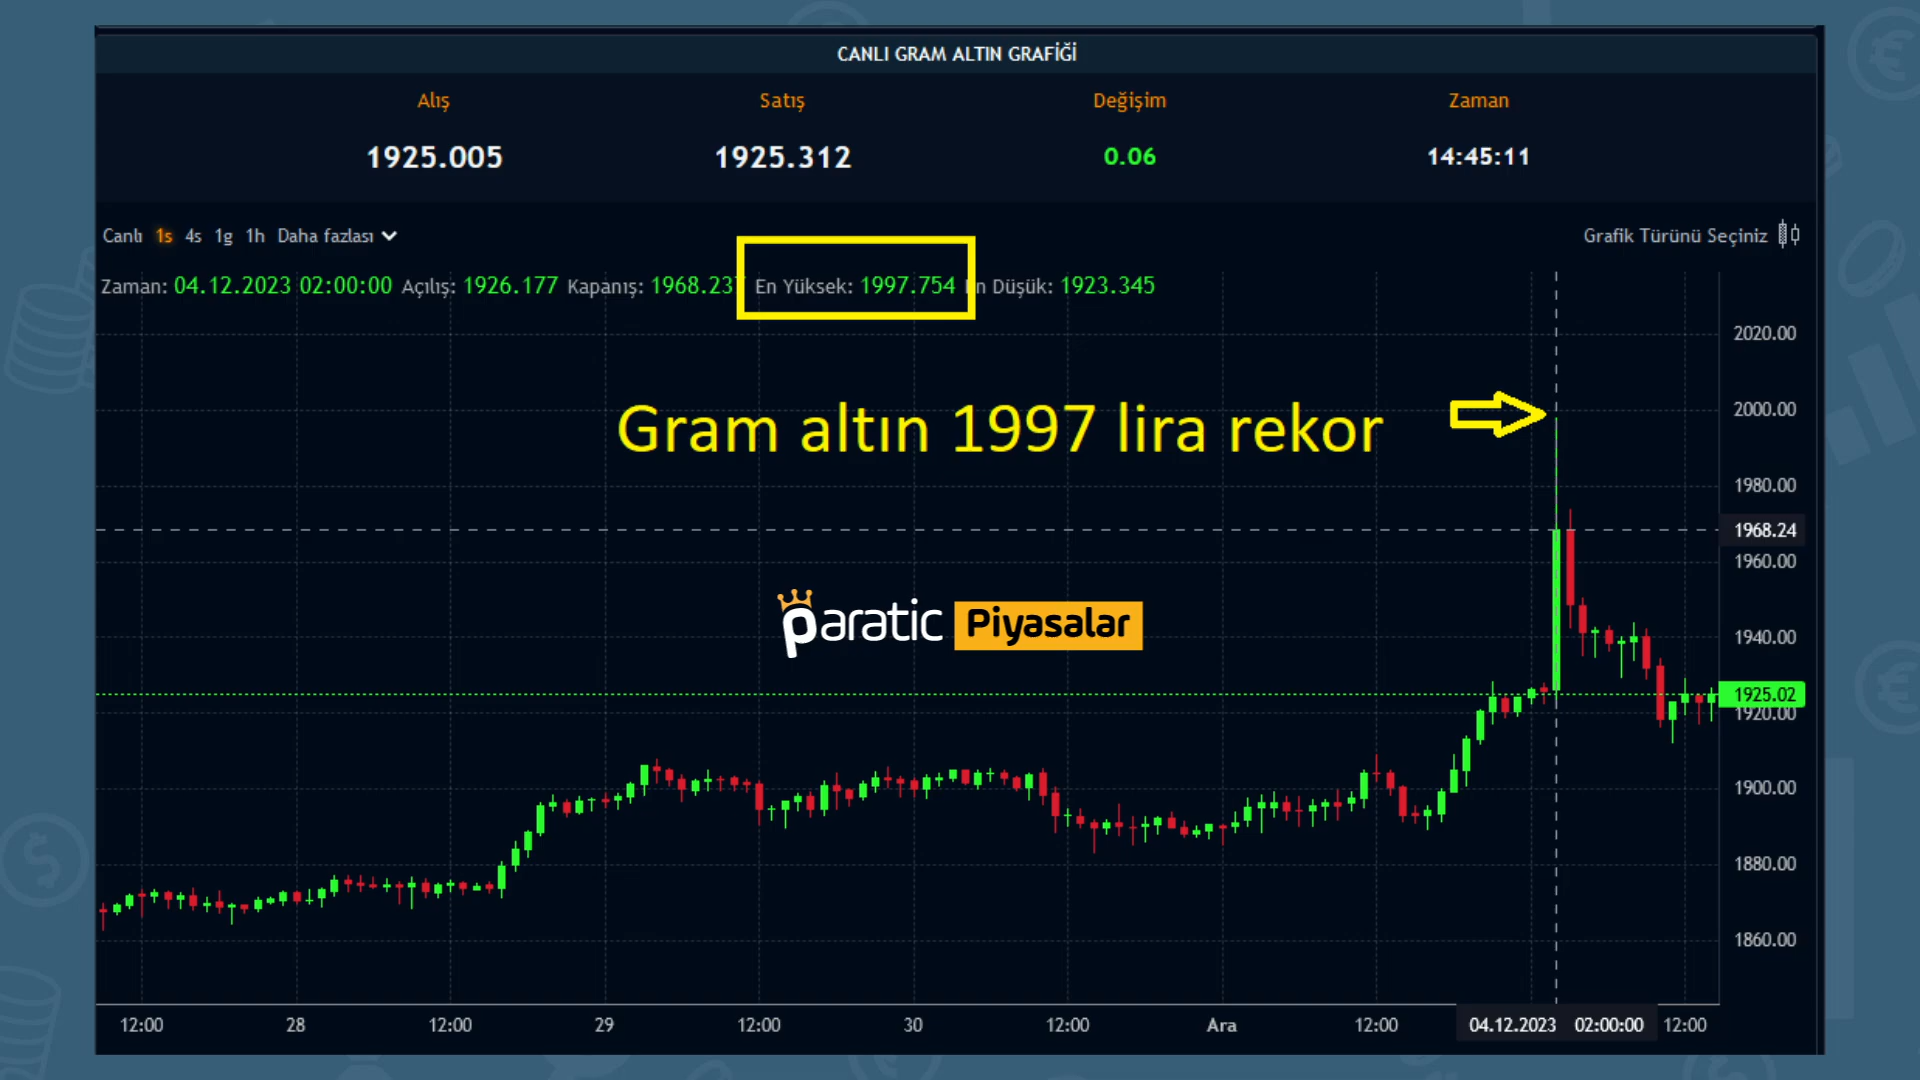 CANLI GRAM ALTIN GRAFİĞİ
Alış Satış Değişim Zaman
1925.005 1925.312 0.06 14:45:11
Canlı 1s 4s 1g 1h Daha fazlası Grafik Türünü Seçiniz
Zaman: 04.12.2023 02:00:00 Açılış: 1926.177 Kapanış: 1968.237 En Yüksek: 1997.754 n Düşük: 1923.345
2020.00
2000.00
Gram altın 1997 lira rekor
1980.00
1968.24
1960.00
paratic Piyasalar
1940.00
1925.02
1920.00
1900.00
1880.00
1860.00
12:00 28 12:00 29 12:00 30 12:00 Ara 12:00 04.12.2023 02:00:00 12:00